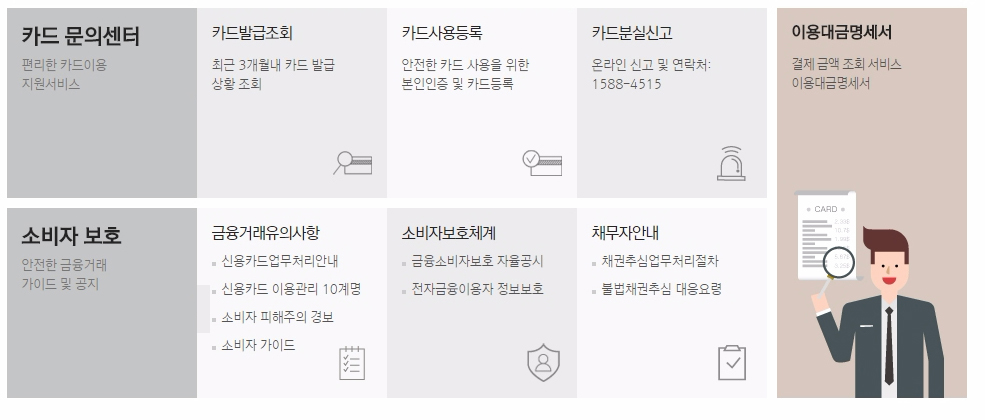 카드 문의센터
편리한 카드이용
지원서비스
카드발급조회
최근 3개월내 카드 발급
상황 조회
카드사용등록
안전한 카드 사용을 위한
본인인증 및 카드등록
카드분실신고
온라인 신고 및 연락처:
1588-4515
이용대금명세서
결제 금액 조회 서비스
이용대금명세서
CARD
소비자 보호
안전한 금융거래
가이드 및 공지
금융거래유의사항
신용카드업무처리안내
신용카드 이용관리 10계명
소비자 피해주의 경보
소비자 가이드
소비자보호체계
금융소비자보호 자율공시
전자금융이용자 정보보호
채무자안내
채권추심업무처리절차
불법채권추심 대응요령